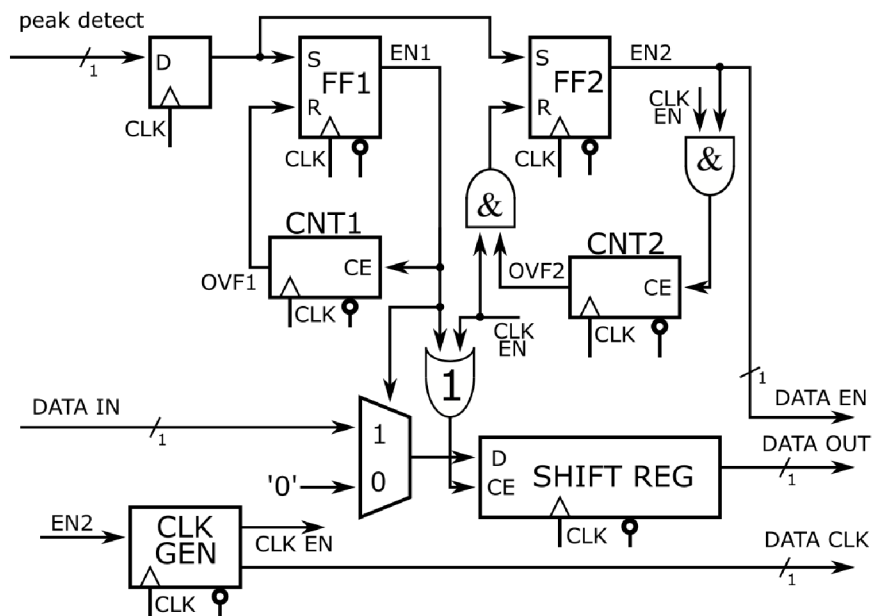 peak detect
1
D
CLK
S
FF1
R
CLK
EN1
S
FF2
R
CLK
EN2
CLK
EN
&
&
CNT1
CE
OVF1
CLK
CNT2
OVF2
CE
CLK
CLK
EN
1
DATA IN
1
1
0
'0'
D
SHIFT REG
CE
CLK
1
DATA EN
DATA OUT
1
EN2
CLK
GEN
CLK EN
CLK
DATA CLK
1